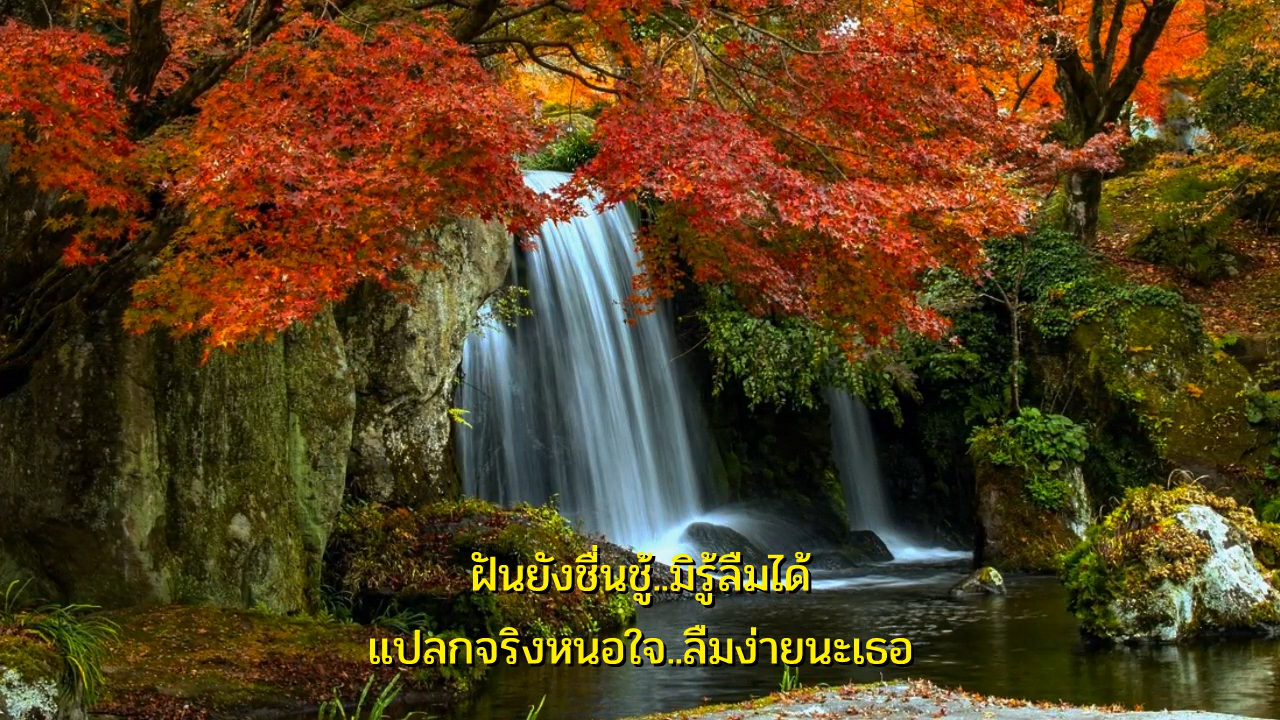 ฝันยังชื่นชู้..มิรู้ลืมได้
แปลกจริงหนอใจ..ลืมง่ายนะเธอ